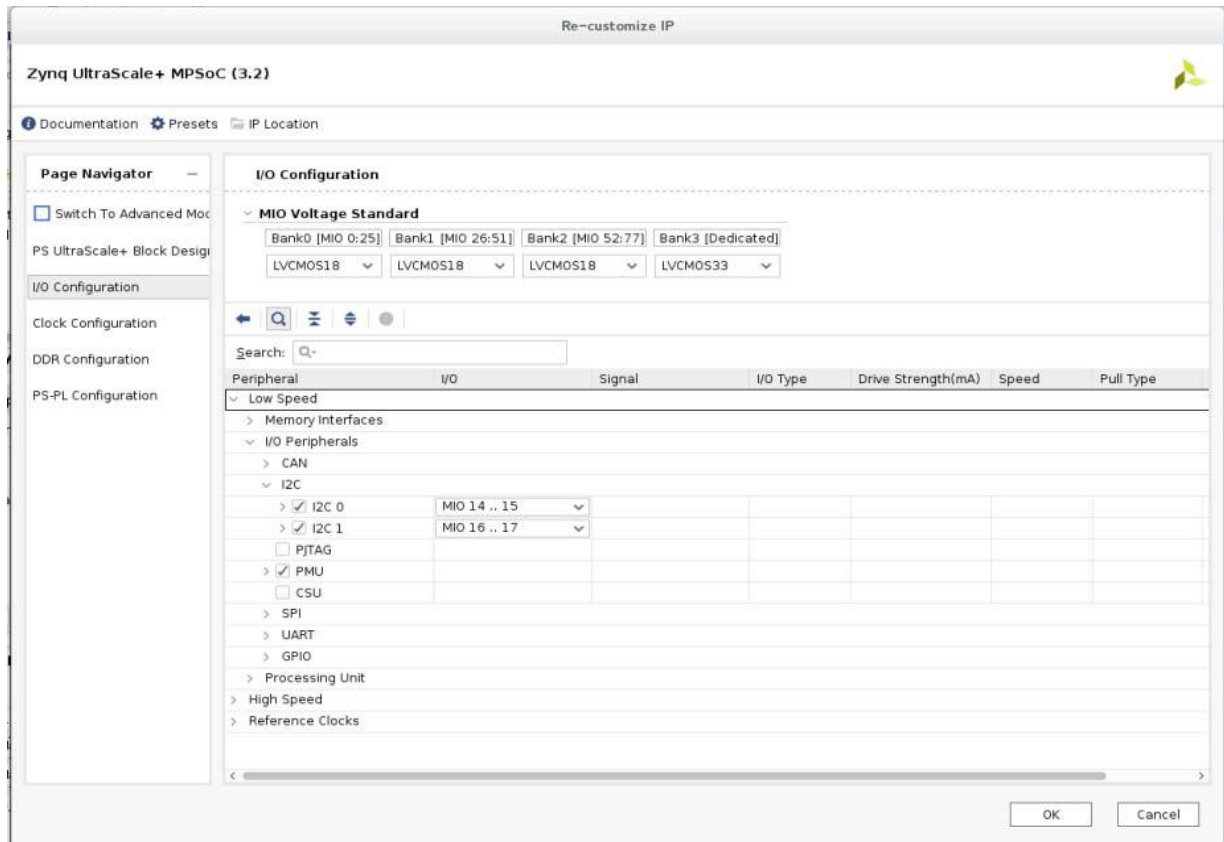 Re-customize IP
Zynq UltraScale+ MPSoC (3.2)
Documentation Presets IP Location
Page Navigator
Switch To Advanced Mod
PS UltraScale+ Block Desig
I/O Configuration
Clock Configuration
DDR Configuration
PS-PL Configuration
I/O Configuration
MIO Voltage Standard
Bank0 [MIO 0:25] Bank1 [MIO 26:51] Bank2 [MIO 52:77] Bank3 [Dedicated]
LVCMOS18 LVCMOS18 LVCMOS18 LVCMOS33
Search:
Peripheral I/O Signal I/O Type Drive Strength(mA) Speed Pull Type
Low Speed
Memory Interfaces
I/O Peripherals
CAN
I2C
I2C 0 MIO 14 .. 15
I2C 1 MIO 16 .. 17
PJTAG
PMU
CSU
SPI
UART
GPIO
Processing Unit
High Speed
Reference Clocks
OK Cancel